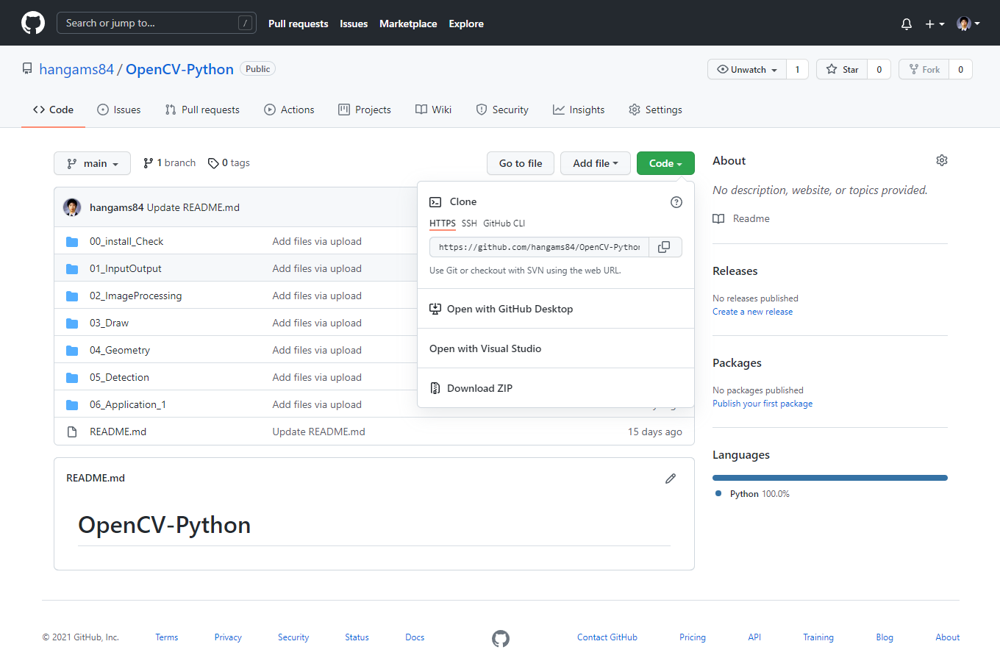 Search or jump to... / Pull requests Issues Marketplace Explore
hangams84 / OpenCV-Python Public Unwatch 1 Star 0 Fork 0
Code Issues Pull requests Actions Projects Wiki Security Insights Settings
main 1 branch 0 tags Go to file Add file Code
hangams84 Update README.md
00_install_Check Add files via upload
01_InputOutput Add files via upload
02_ImageProcessing Add files via upload
03_Draw Add files via upload
04_Geometry Add files via upload
05_Detection Add files via upload
06_Application_1 Add files via upload
README.md Update README.md 15 days ago
Clone
HTTPS SSH GitHub CLI
https://github.com/hangams84/OpenCV-Python
Use Git or checkout with SVN using the web URL.
Open with GitHub Desktop
Open with Visual Studio
Download ZIP
README.md
OpenCV-Python
About
No description, website, or topics provided.
Readme
Releases
No releases published
Create a new release
Packages
No packages published
Publish your first package
Languages
Python 100.0%
© 2021 GitHub, Inc. Terms Privacy Security Status Docs Contact GitHub Pricing API Training Blog About